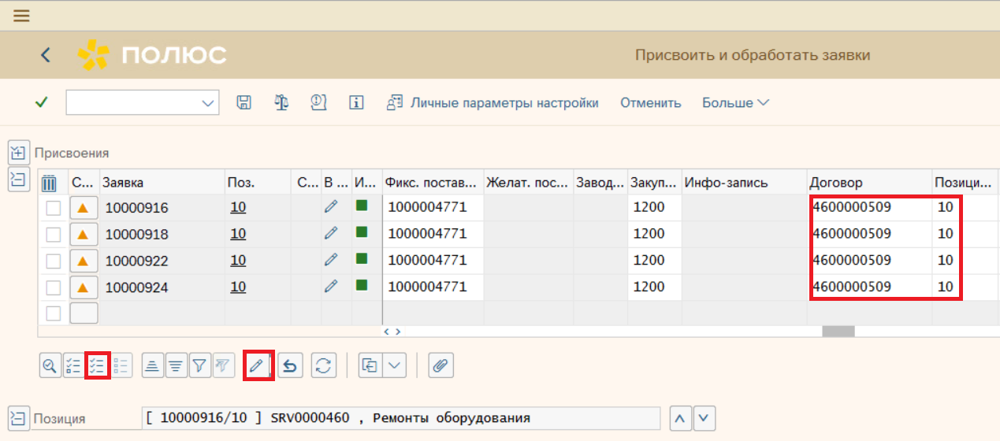 ПОЛЮС
Присвоить и обработать заявки
Личные параметры настройки Отменить Больше
Присвоения
С... Заявка Поз. С... В ... И... Фикс. постав... Желат. пос... Завод... Закуп... Инфо-запись Договор Позици...
10000916 10 1000004771 1200 4600000509 10
10000918 10 1000004771 1200 4600000509 10
10000922 10 1000004771 1200 4600000509 10
10000924 10 1000004771 1200 4600000509 10
Позиция [ 10000916/10 ] SRV0000460 , Ремонты оборудования